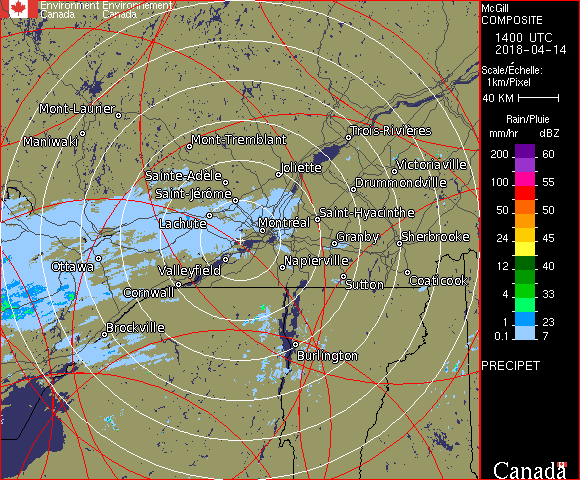 Environment Environnement
Canada Canada
McGill
COMPOSITE
1400 UTC
2018-04-14
Scale/Échelle:
1km/Pixel
40 KM
Rain/Pluie
mm/hr dBZ
200 60
100 55
50 50
24 45
12 40
4 33
1 23
0.1 7
PRECIPET
Canada
Mont-Laurier
Maniwaki
Mont-Tremblant
Trois-Rivières
Sainte-Adèle
Joliette
Victoriaville
Saint-Jérôme
Drummondville
Lachute
Montréal
Saint-Hyacinthe
Granby
Sherbrooke
Ottawa
Valleyfield
Napierville
Cornwall
Sutton
Coaticook
Brockville
Burlington